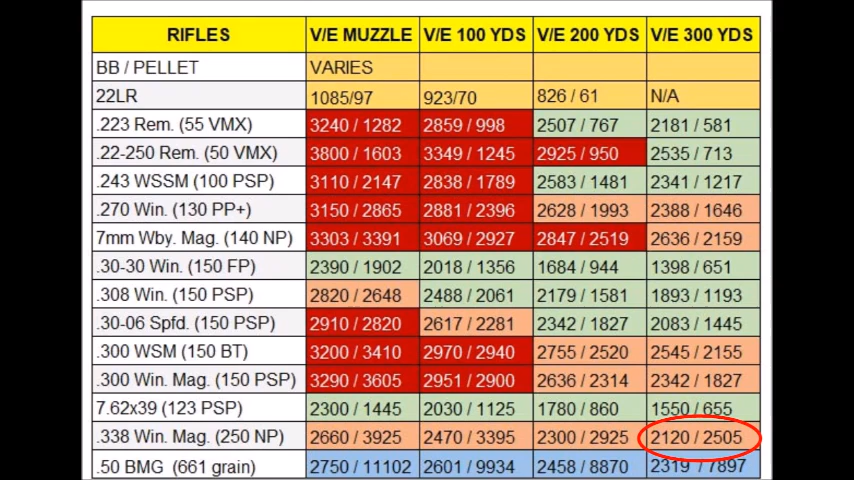 RIFLES V/E MUZZLE V/E 100 YDS V/E 200 YDS V/E 300 YDS
BB / PELLET VARIES
22LR 1085/97 923/70 826 / 61 N/A
.223 Rem. (55 VMX) 3240 / 1282 2859 / 998 2507 / 767 2181 / 581
.22-250 Rem. (50 VMX) 3800 / 1603 3349 / 1245 2925 / 950 2535 / 713
.243 WSSM (100 PSP) 3110 / 2147 2838 / 1789 2583 / 1481 2341 / 1217
.270 Win. (130 PP+) 3150 / 2865 2881 / 2396 2628 / 1993 2388 / 1646
7mm Wby. Mag. (140 NP) 3303 / 3391 3069 / 2927 2847 / 2519 2636 / 2159
.30-30 Win. (150 FP) 2390 / 1902 2018 / 1356 1684 / 944 1398 / 651
.308 Win. (150 PSP) 2820 / 2648 2488 / 2061 2179 / 1581 1893 / 1193
.30-06 Spfd. (150 PSP) 2910 / 2820 2617 / 2281 2342 / 1827 2083 / 1445
.300 WSM (150 BT) 3200 / 3410 2970 / 2940 2755 / 2520 2545 / 2155
.300 Win. Mag. (150 PSP) 3290 / 3605 2951 / 2900 2636 / 2314 2342 / 1827
7.62x39 (123 PSP) 2300 / 1445 2030 / 1125 1780 / 860 1550 / 655
.338 Win. Mag. (250 NP) 2660 / 3925 2470 / 3395 2300 / 2925 2120 / 2505
.50 BMG (661 grain) 2750 / 11102 2601 / 9934 2458 / 8870 2319 / 7897